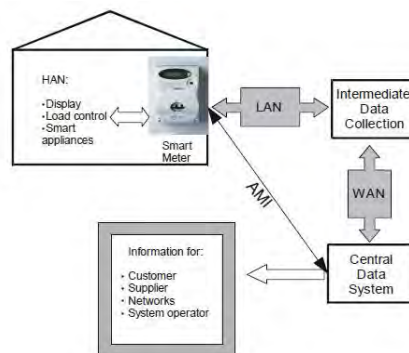 HAN:
•Display
•Load control
•Smart
appliances
Smart
Meter
LAN
Intermediate
Data
Collection
AMI
WAN
Information for:
• Customer
• Supplier
• Networks
• System operator
Central
Data
System